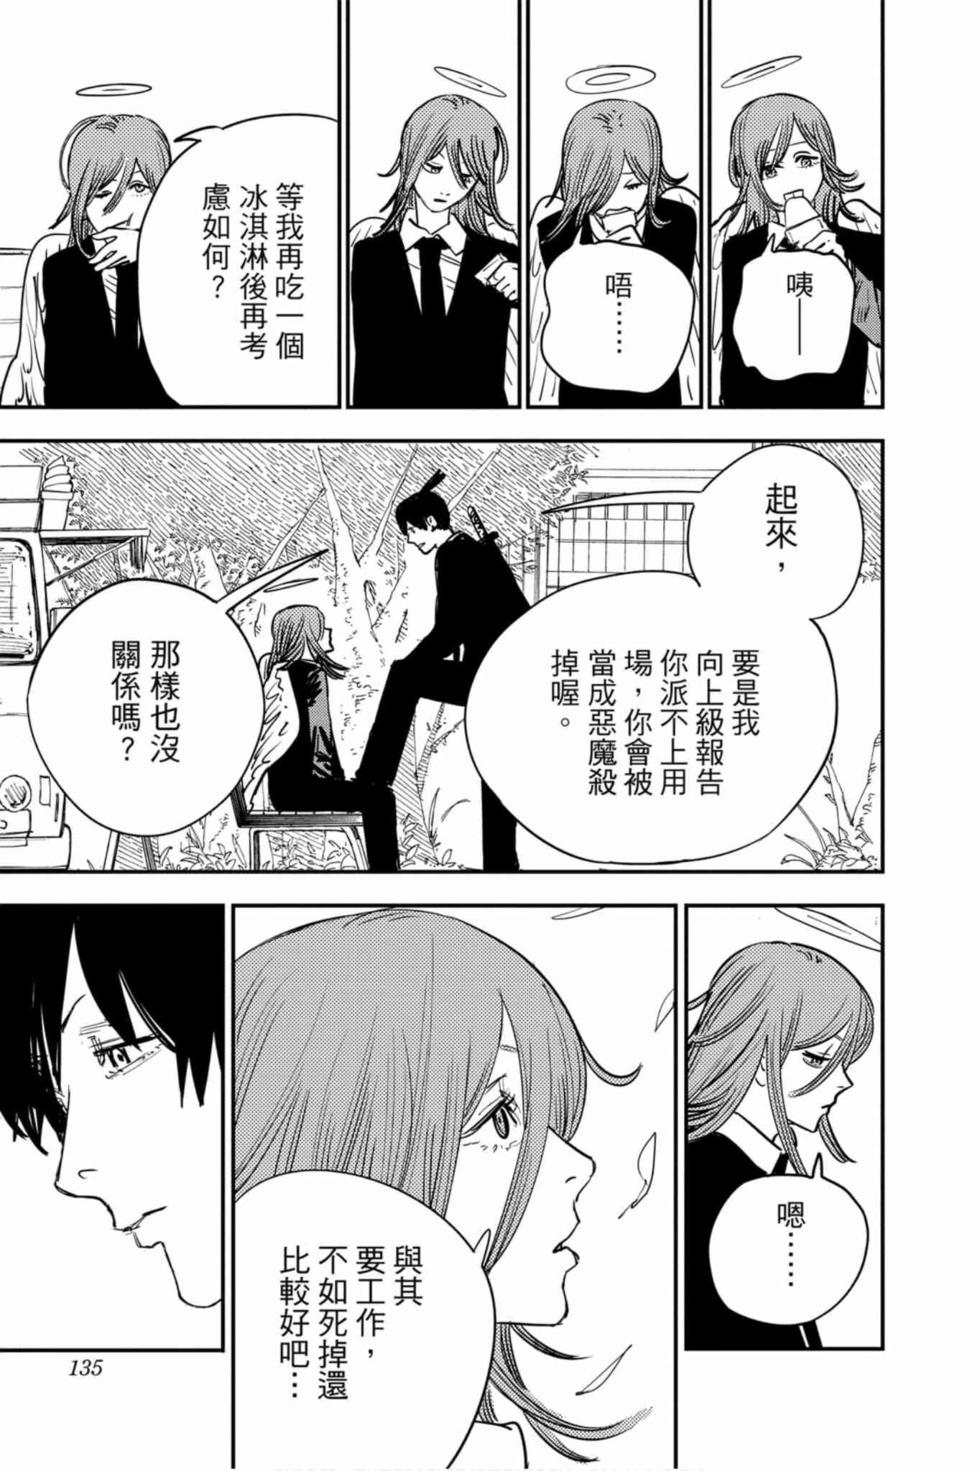 咦──
唔……
等我再吃一個
冰淇淋後再考
慮如何？
起來，
要是我
向上級報告
你派不上用
場，你會被
當成惡魔殺
掉喔。
那樣也沒
關係嗎？
嗯……
與其
要工作，
不如死掉還
比較好吧…
135